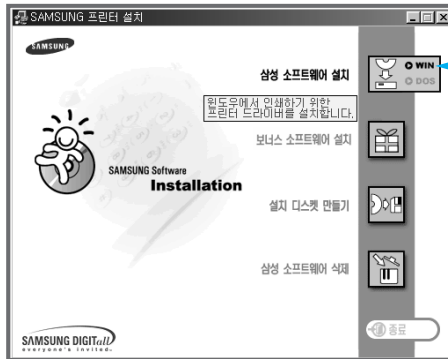 SAMSUNG 프린터 설치
SAMSUNG
삼성 소프트웨어 설치
WIN
DOS
윈도우에서 인쇄하기 위한
프린터 드라이버를 설치합니다.
보너스 소프트웨어 설치
SAMSUNG Software
Installation
설치 디스켓 만들기
삼성 소프트웨어 삭제
종료
SAMSUNG DIGITall
everyone's invited.